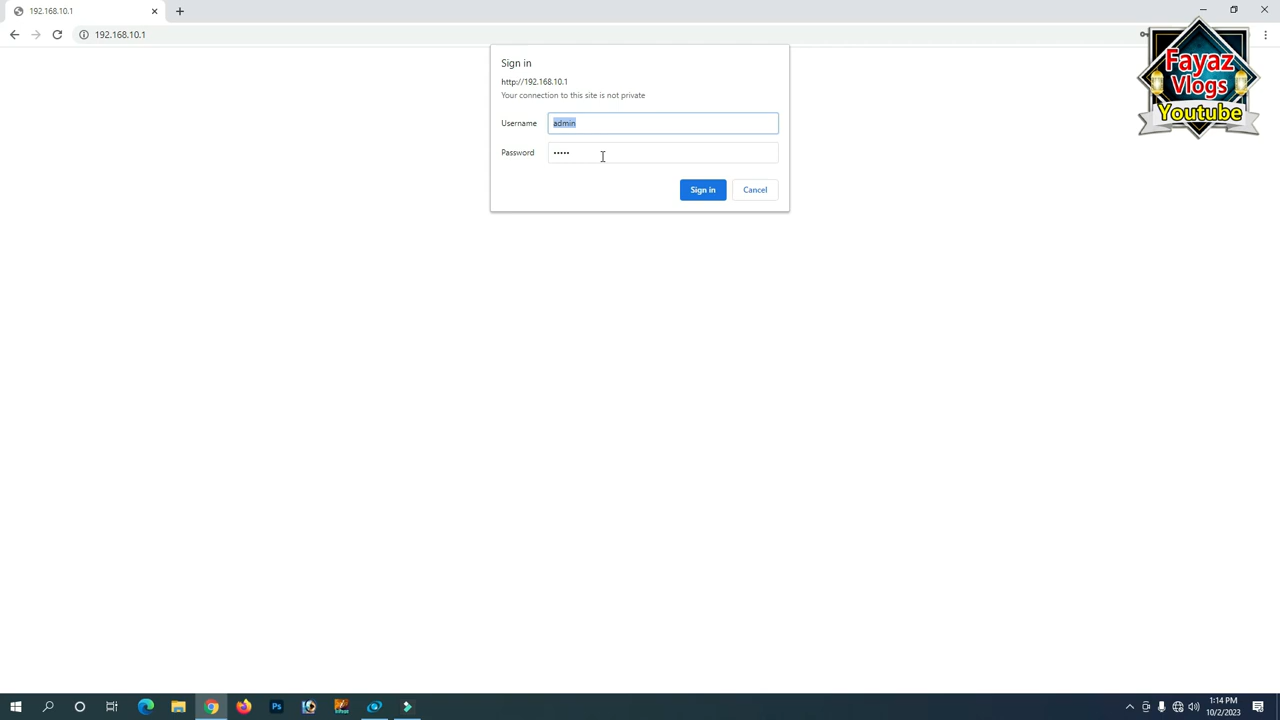 192.168.10.1
192.168.10.1
Fayaz
Vlogs
Youtube
Sign in
http://192.168.10.1
Your connection to this site is not private
Username admin
Password •••••
Sign in Cancel
Ps
1:14 PM
10/2/2023